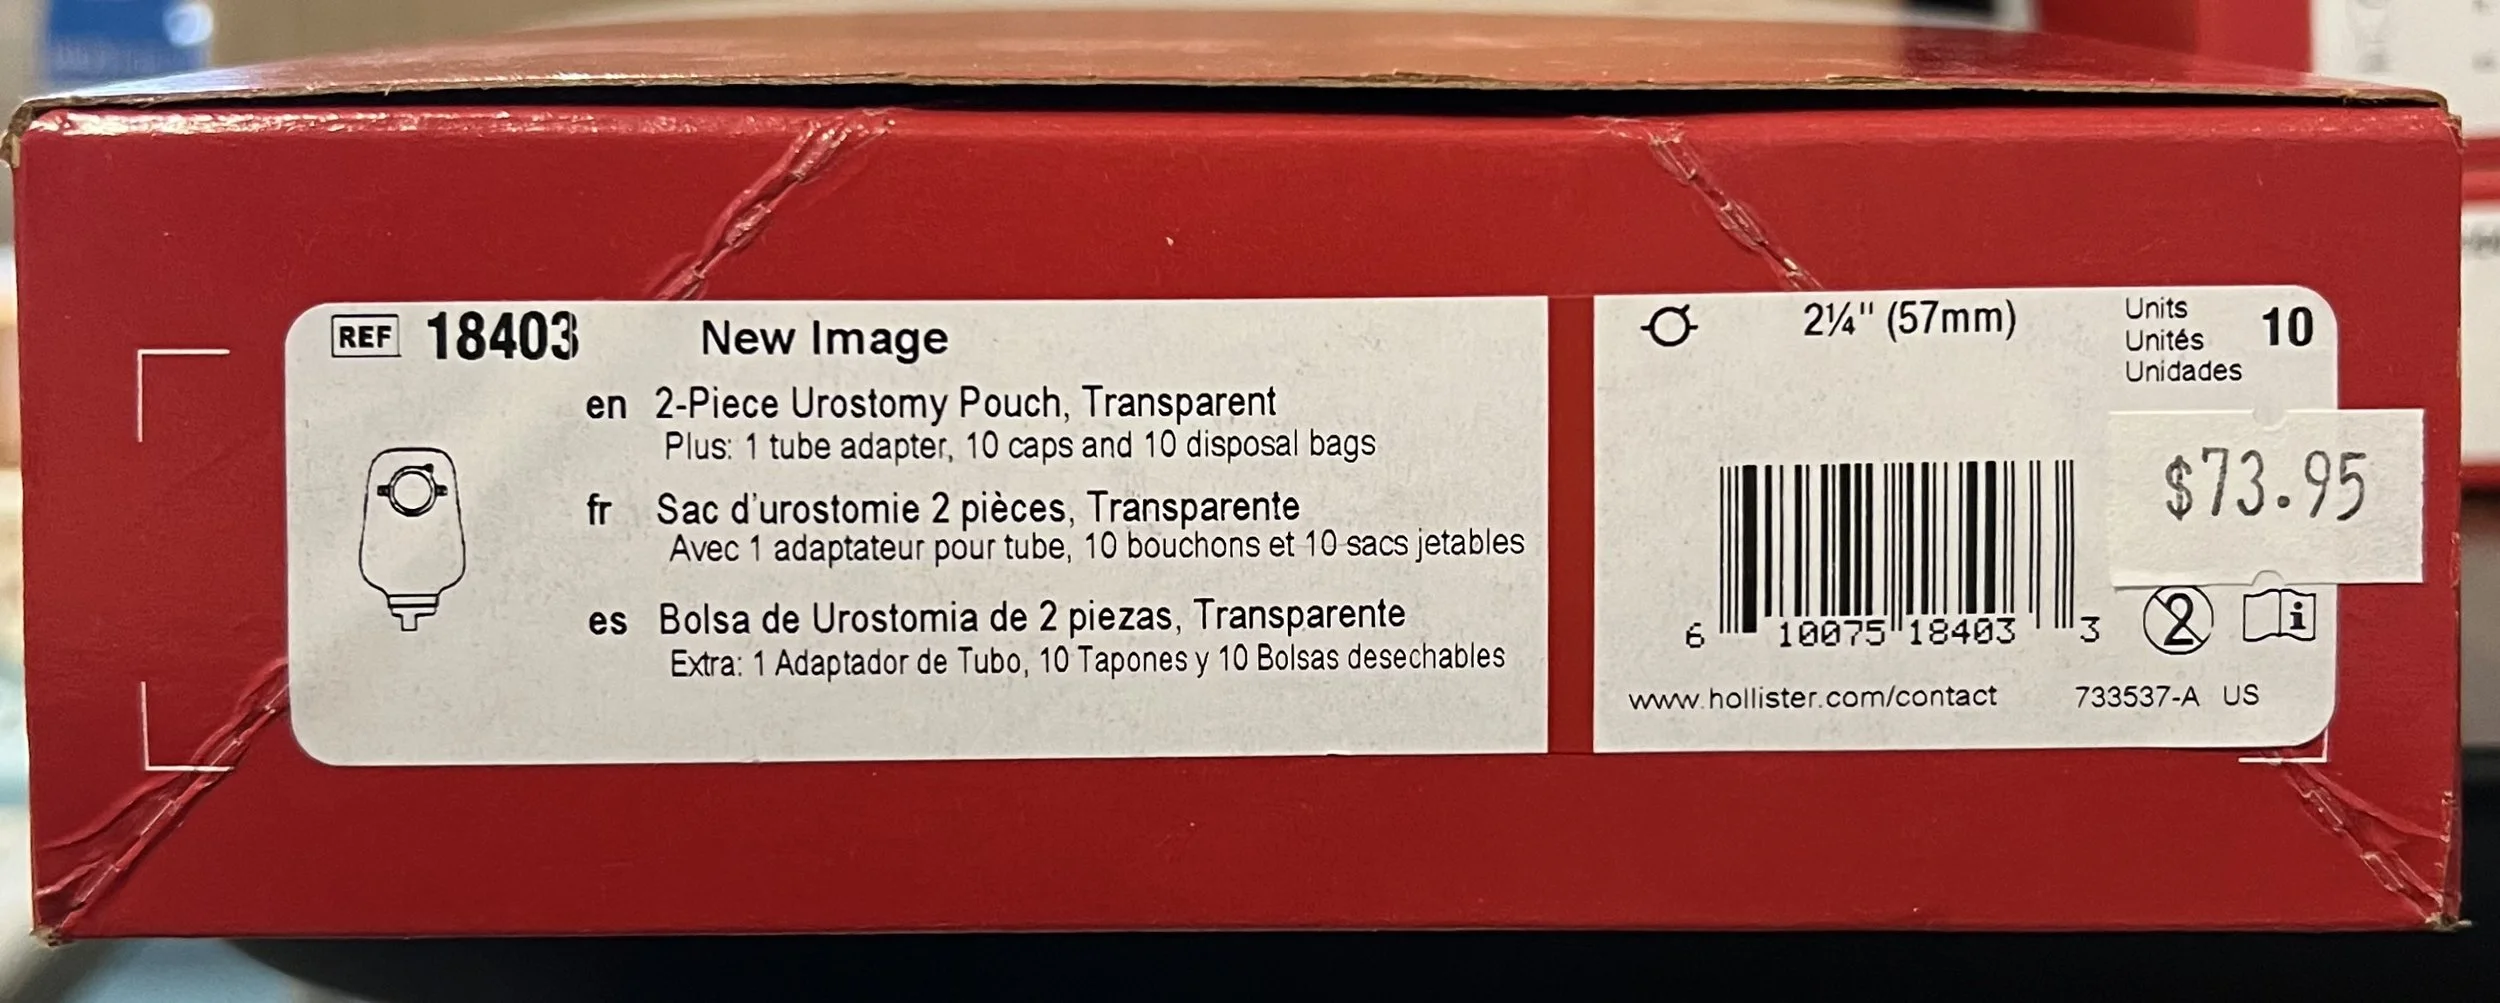 REF 18403 New Image
en 2-Piece Urostomy Pouch, Transparent
Plus: 1 tube adapter, 10 caps and 10 disposal bags
fr Sac d'urostomie 2 pièces, Transparente
Avec 1 adaptateur pour tube, 10 bouchons et 10 sacs jetables
es Bolsa de Urostomia de 2 piezas, Transparente
Extra: 1 Adaptador de Tubo, 10 Tapones y 10 Bolsas desechables
2¼" (57mm)
Units
Unités
Unidades
10
$73.95
6 10075 18403 3
2
i
www.hollister.com/contact 733537-A US